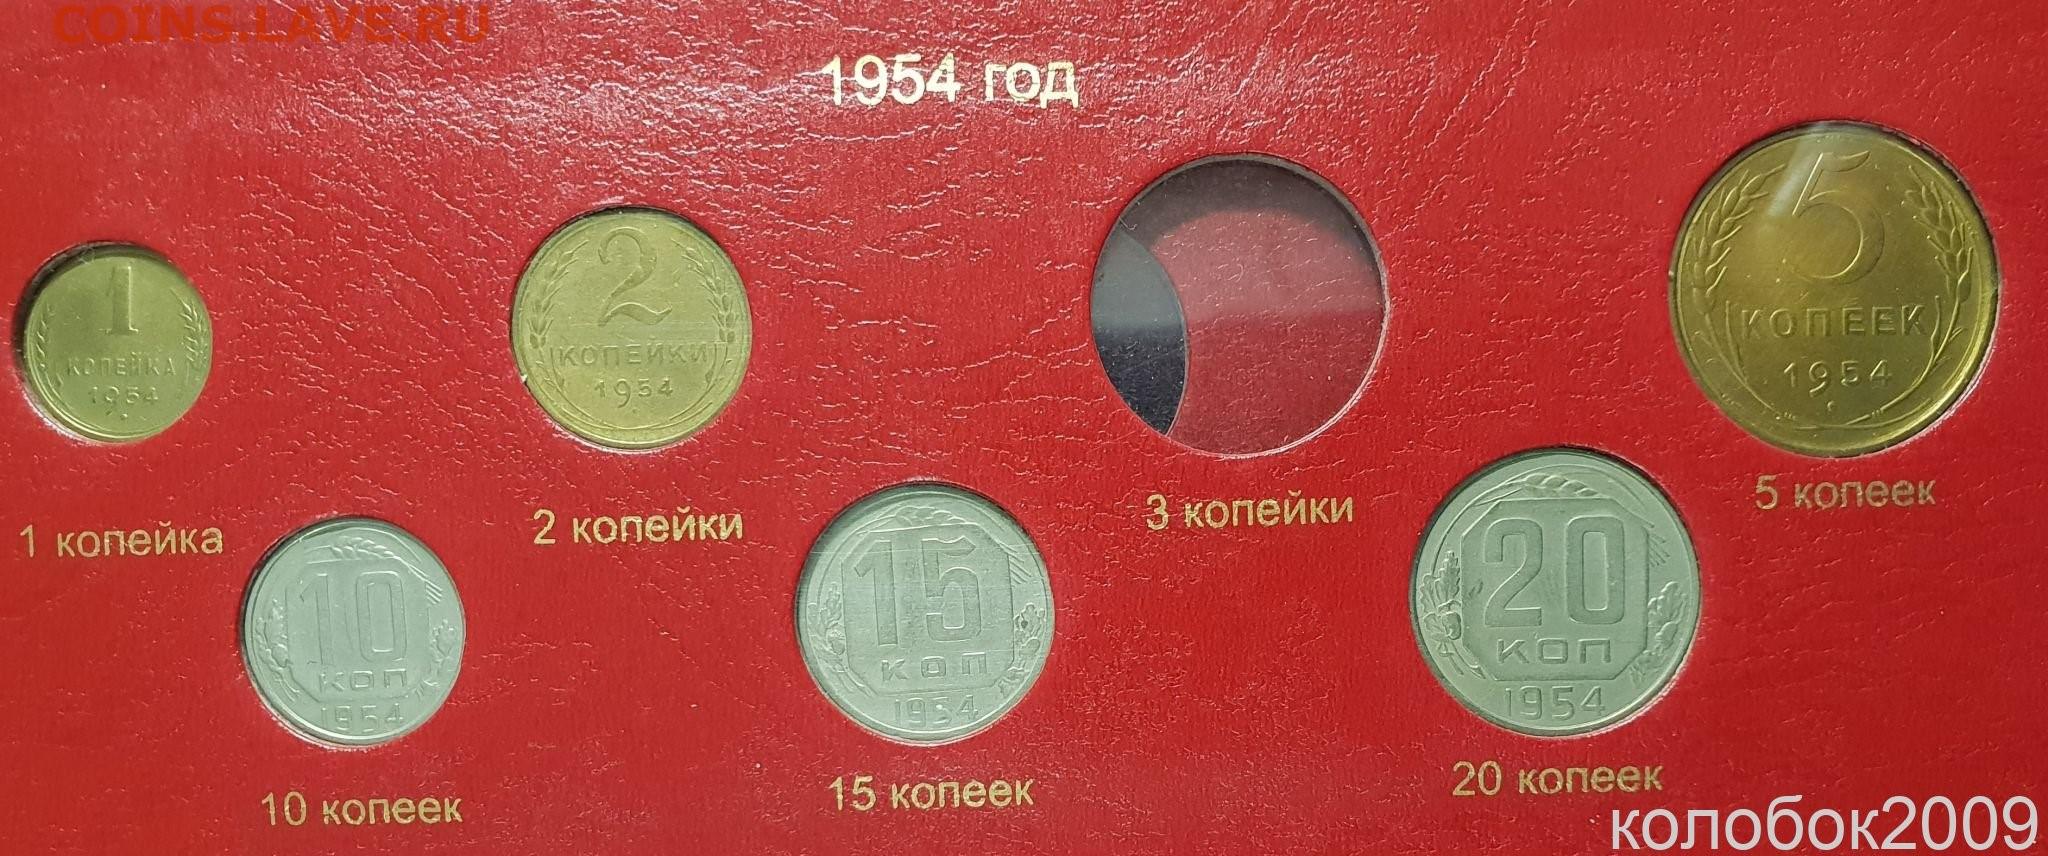 COINS.LAVE.RU
1954 год
1
КОПЕЙКА
1954
1 копейка
2
КОПЕЙКИ
1954
2 копейки
3 копейки
5
КОПЕЕК
1954
5 копеек
10
КОП
1954
10 копеек
15
КОП
1954
15 копеек
20
КОП
1954
20 копеек
колобок2009